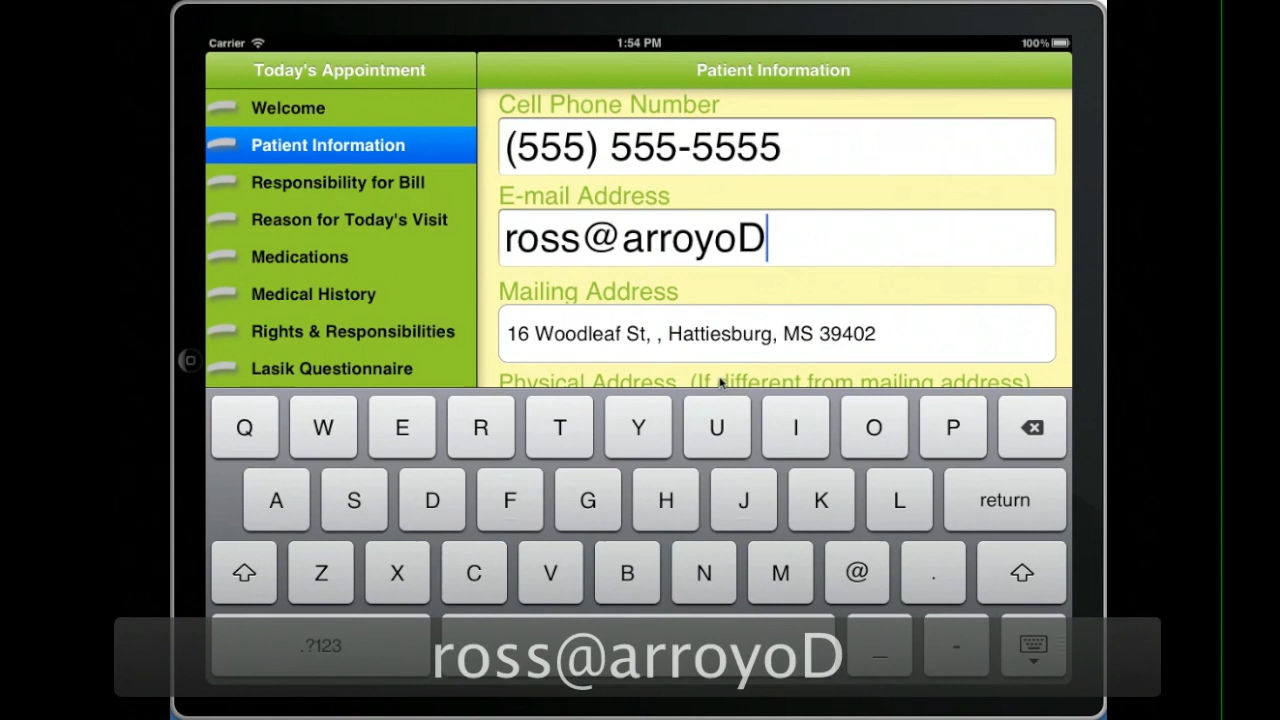 Carrier 1:54 PM 100%
Today's Appointment
Patient Information
Welcome
Patient Information
Responsibility for Bill
Reason for Today's Visit
Medications
Medical History
Rights & Responsibilities
Lasik Questionnaire
Cell Phone Number
(555) 555-5555
E-mail Address
ross@arroyoD
Mailing Address
16 Woodleaf St, , Hattiesburg, MS 39402
Physical Address (If different from mailing address)
Q W E R T Y U I O P
A S D F G H J K L return
Z X C V B N M @ .
.?123 _ -
ross@arroyoD